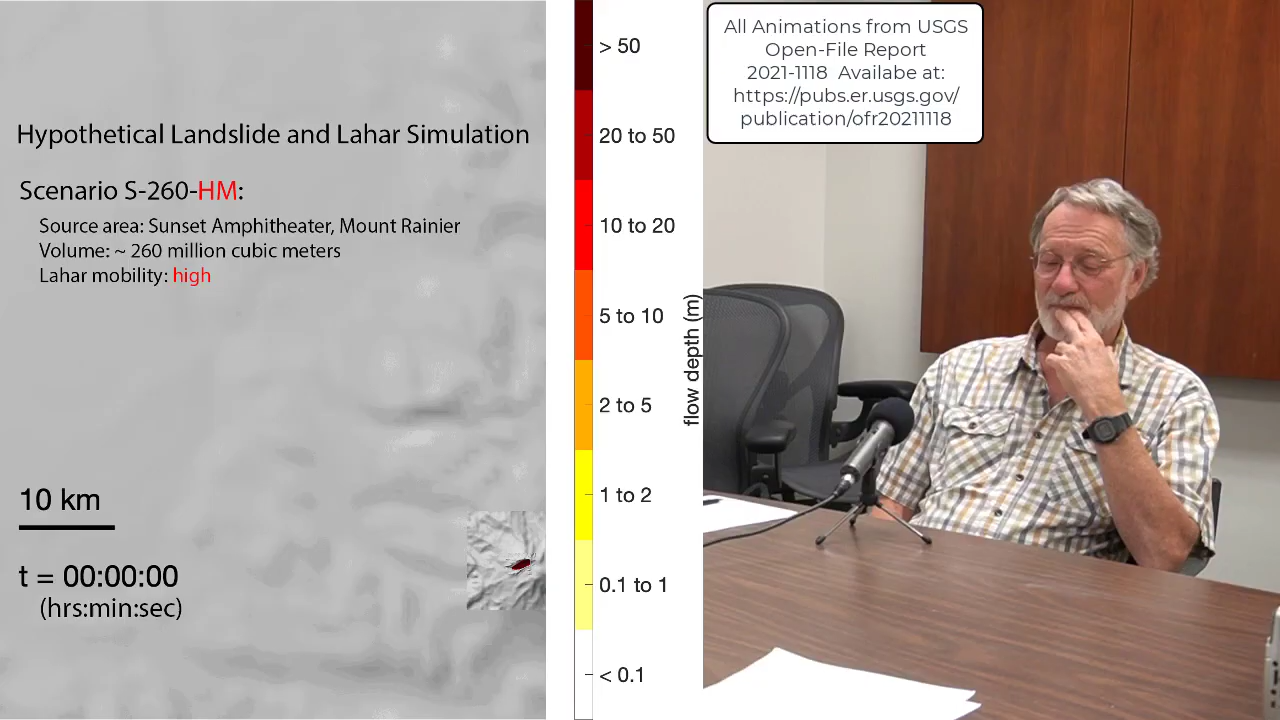 Hypothetical Landslide and Lahar Simulation
Scenario S-260-HM:
Source area: Sunset Amphitheater, Mount Rainier
Volume: ~ 260 million cubic meters
Lahar mobility: high
10 km
t = 00:00:00
(hrs:min:sec)
> 50
20 to 50
10 to 20
5 to 10
2 to 5
1 to 2
0.1 to 1
< 0.1
flow depth (m)
All Animations from USGS
Open-File Report
2021-1118 Availabe at:
https://pubs.er.usgs.gov/
publication/ofr20211118